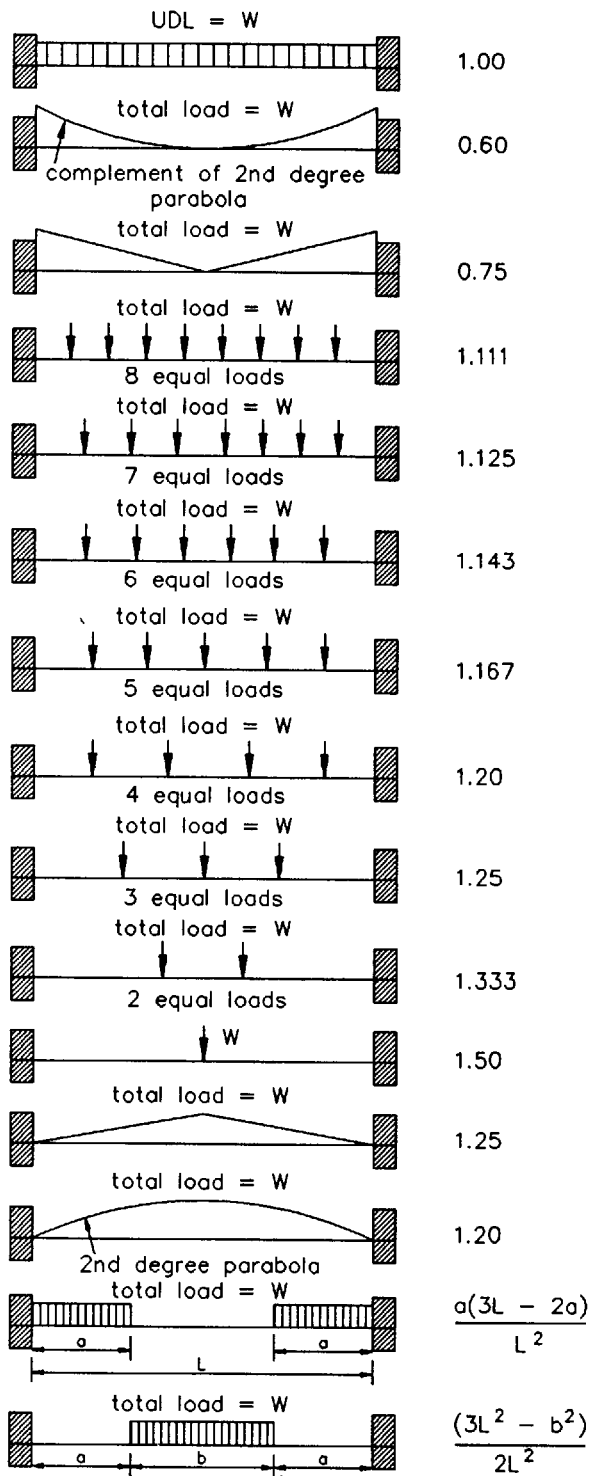 UDL = W
1.00
total load = W
0.60
complement of 2nd degree
parabola
total load = W
0.75
total load = W
1.111
8 equal loads
total load = W
1.125
7 equal loads
total load = W
1.143
6 equal loads
total load = W
1.167
5 equal loads
total load = W
1.20
4 equal loads
total load = W
1.25
3 equal loads
total load = W
1.333
2 equal loads
W
1.50
total load = W
1.25
total load = W
1.20
2nd degree parabola
total load = W
a(3L - 2a)
L²
a a
L
total load = W
(3L² - b²)
2L²
a b a